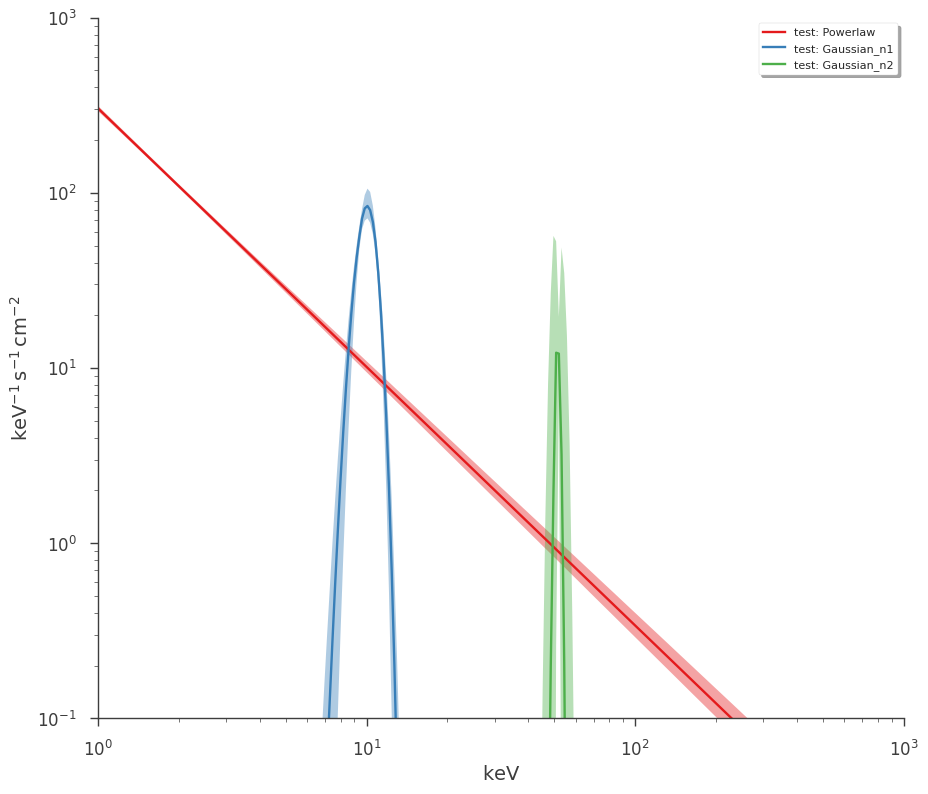 10³
10²
10¹
10⁰
10⁻¹
keV⁻¹ s⁻¹ cm⁻²
test: Powerlaw
test: Gaussian_n1
test: Gaussian_n2
10⁰ 10¹ 10² 10³
keV